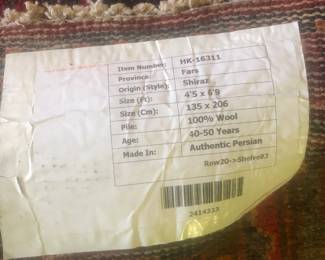 Item Number: HK-16311
Province: Fars
Origin (Style): Shiraz
Size (Ft): 4'5 x 6'9
Size (Cm): 135 x 206
Pile: 100% Wool
Age: 40-50 Years
Made In: Authentic Persian
Row20->Shelve#2
2414333